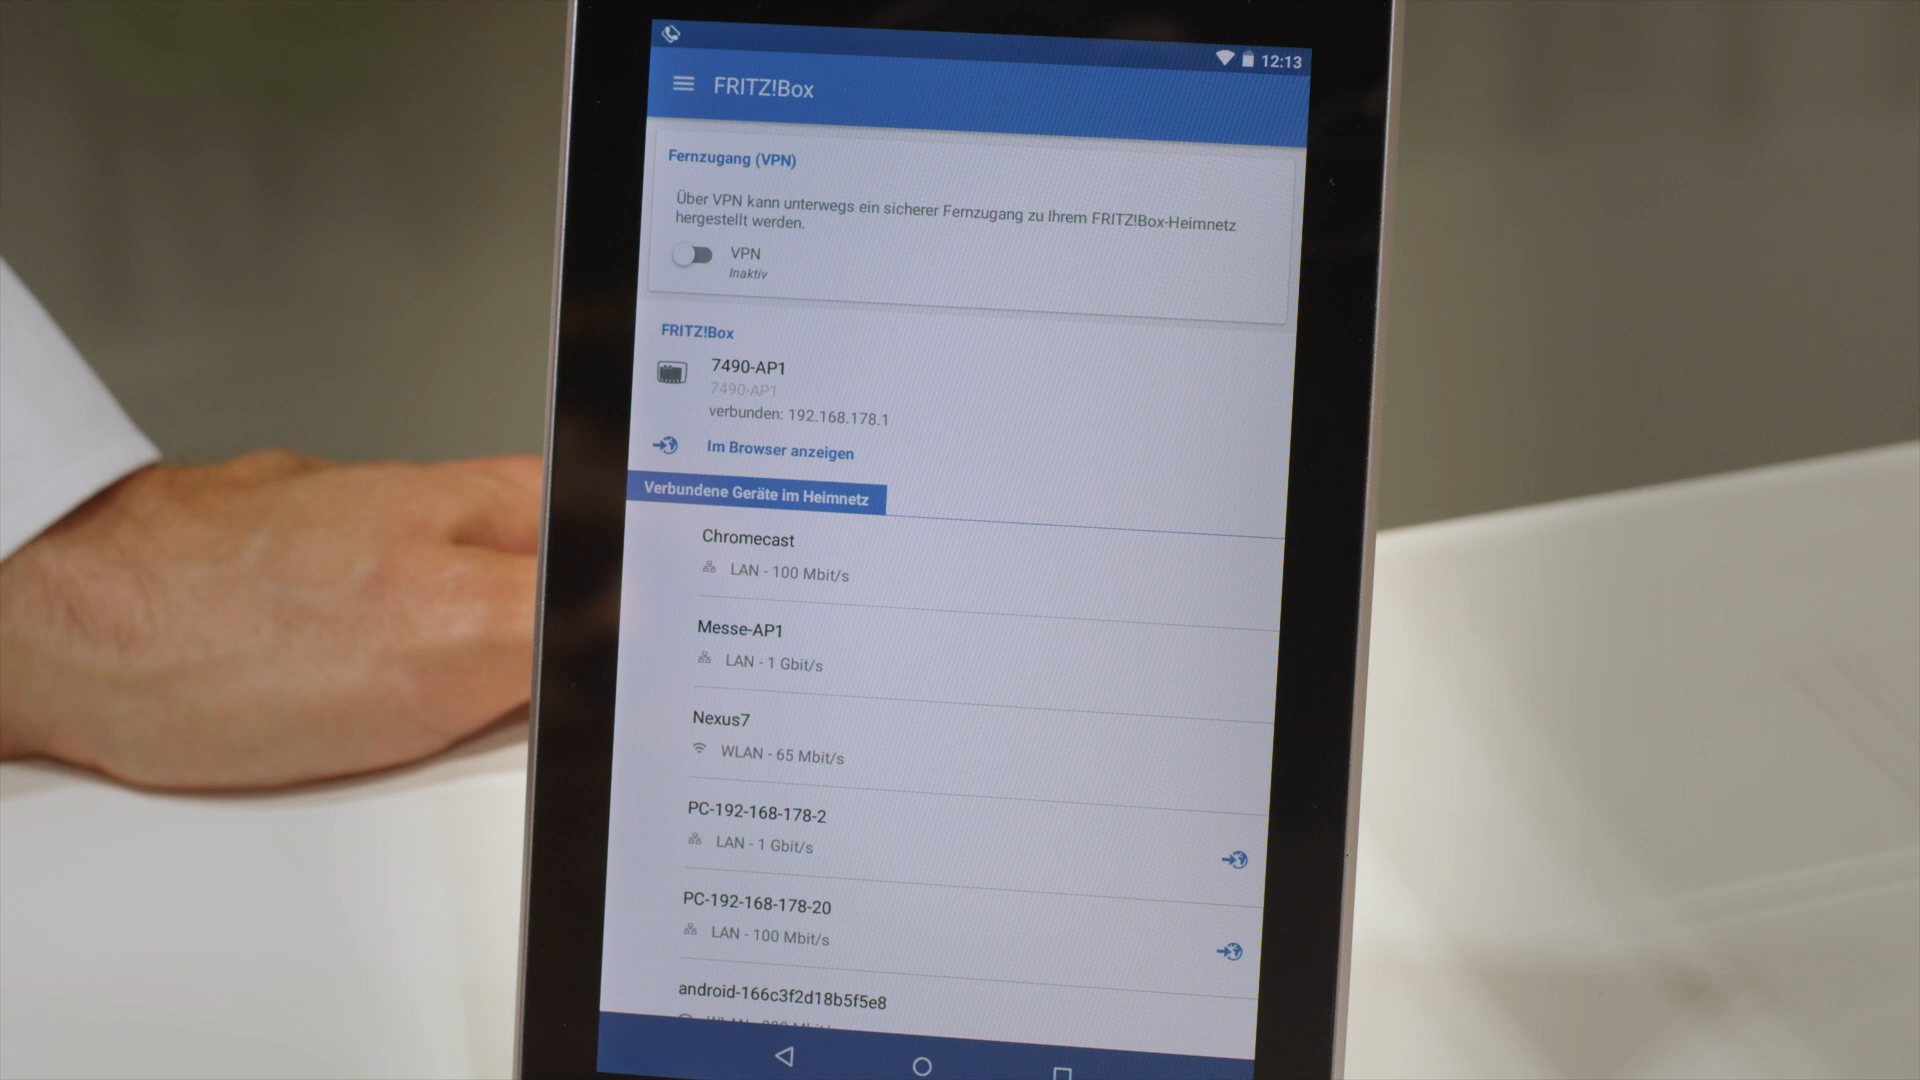 12:13
FRITZ!Box
Fernzugang (VPN)
Über VPN kann unterwegs ein sicherer Fernzugang zu Ihrem FRITZ!Box-Heimnetz
hergestellt werden.
VPN
Inaktiv
FRITZ!Box
7490-AP1
7490-AP1
verbunden: 192.168.178.1
Im Browser anzeigen
Verbundene Geräte im Heimnetz
Chromecast
LAN - 100 Mbit/s
Messe-AP1
LAN - 1 Gbit/s
Nexus7
WLAN - 65 Mbit/s
PC-192-168-178-2
LAN - 1 Gbit/s
PC-192-168-178-20
LAN - 100 Mbit/s
android-166c3f2d18b5f5e8